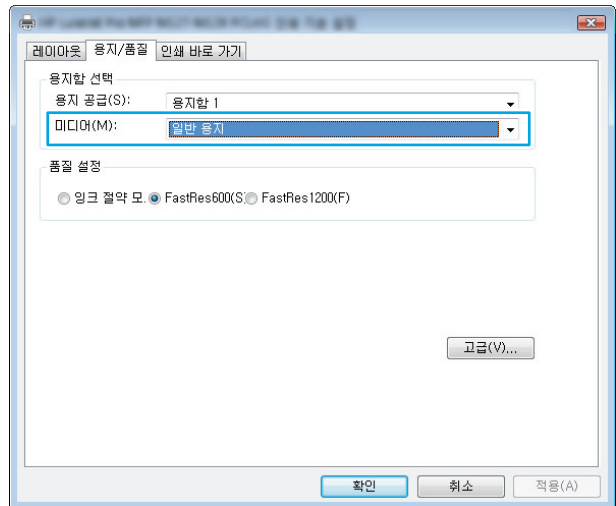 레이아웃 용지/품질 인쇄 바로 가기
용지함 선택
용지 공급(S): 용지함 1
미디어(M): 일반 용지
품질 설정
잉크 절약 모. FastRes600(S) FastRes1200(F)
고급(V)...
확인 취소 적용(A)